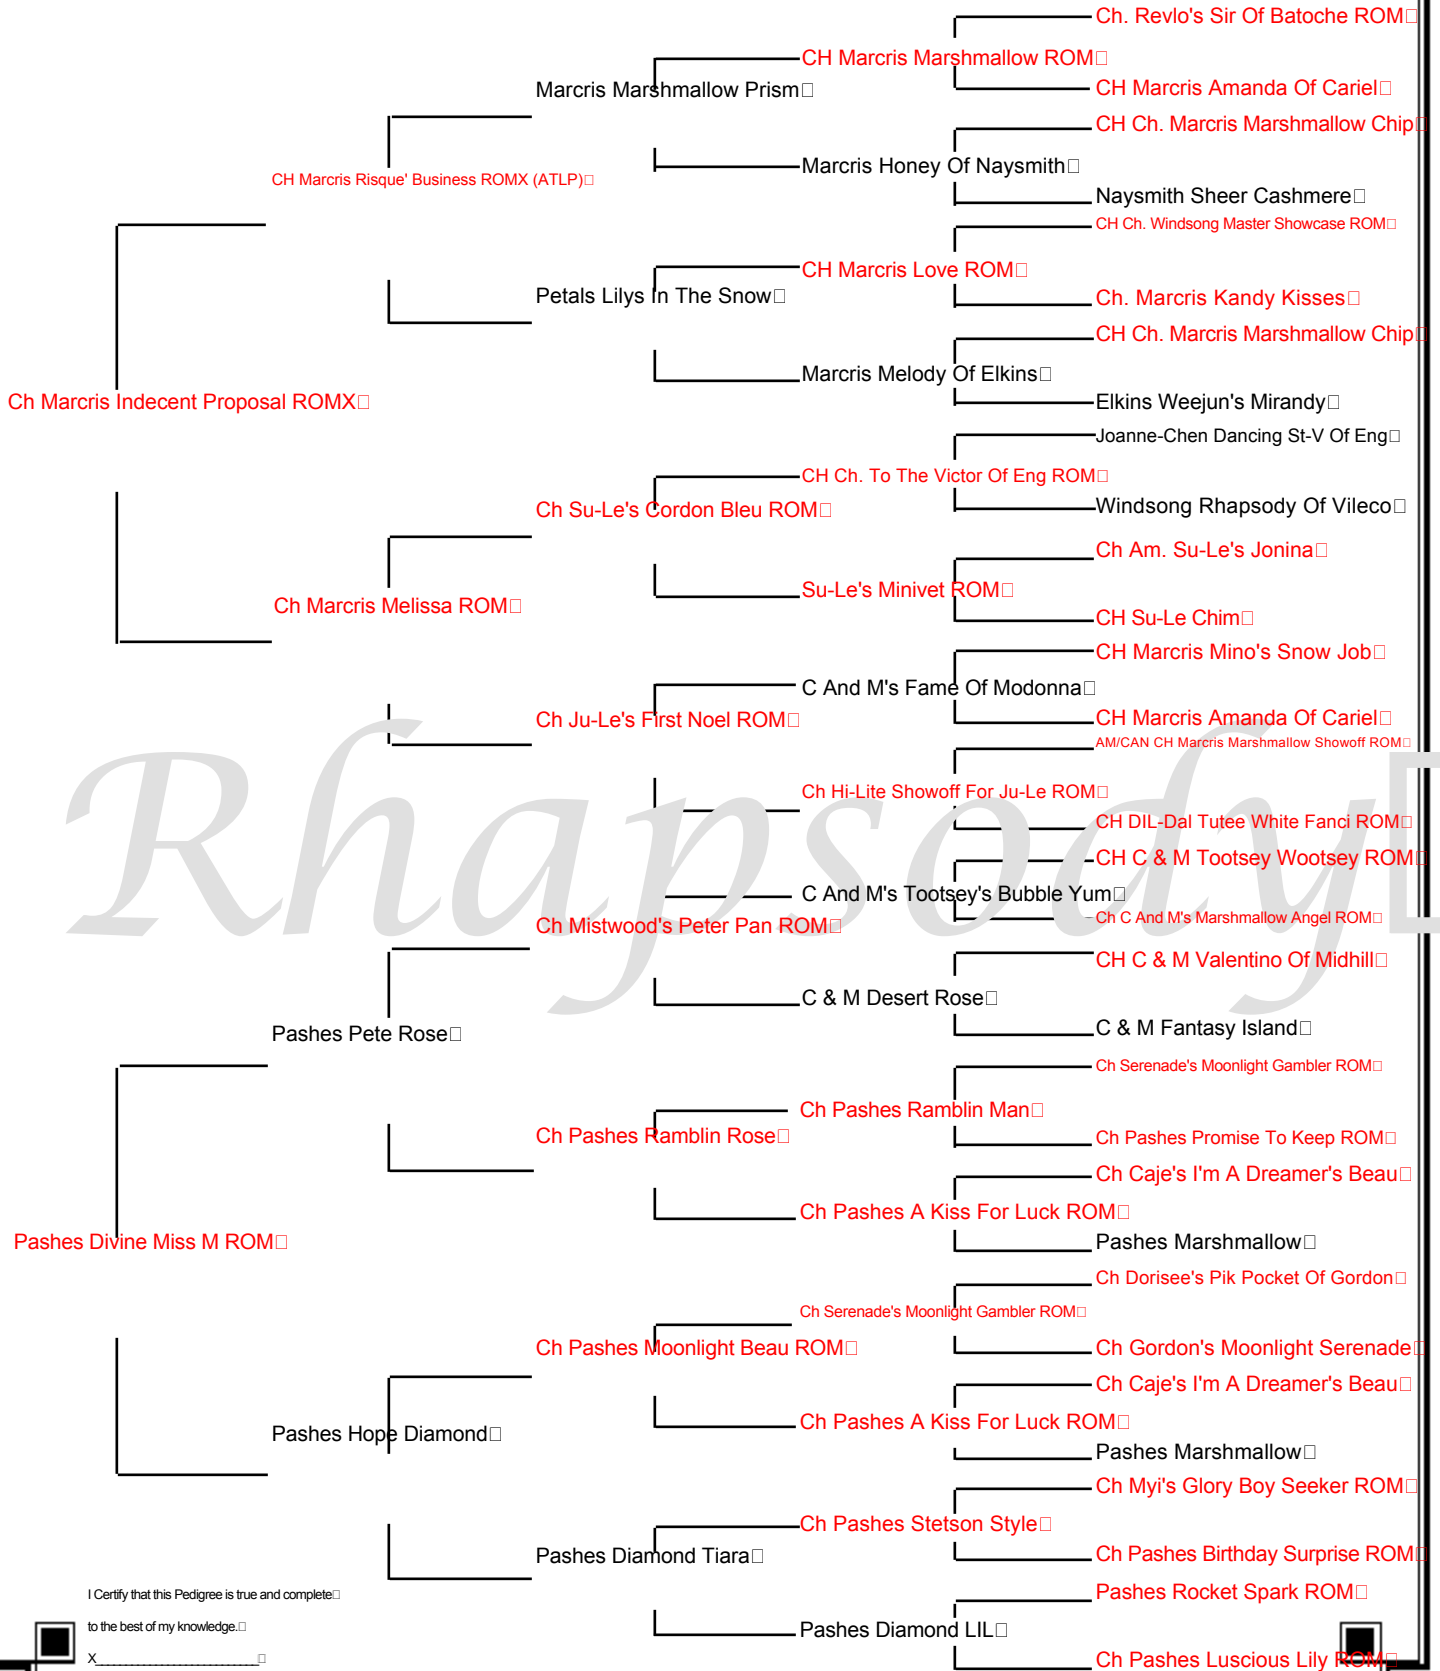 Ch. Revlo's Sir Of Batoche ROM
CH Marcris Marshmallow ROM
Marcris Marshmallow Prism
CH Marcris Amanda Of Cariel
CH Ch. Marcris Marshmallow Chip
Marcris Honey Of Naysmith
CH Marcris Risque' Business ROMX (ATLP)
Naysmith Sheer Cashmere
CH Ch. Windsong Master Showcase ROM
CH Marcris Love ROM
Petals Lilys In The Snow
Ch. Marcris Kandy Kisses
CH Ch. Marcris Marshmallow Chip
Marcris Melody Of Elkins
Ch Marcris Indecent Proposal ROMX
Elkins Weejun's Mirandy
Joanne-Chen Dancing St-V Of Eng
CH Ch. To The Victor Of Eng ROM
Ch Su-Le's Cordon Bleu ROM
Windsong Rhapsody Of Vileco
Ch Am. Su-Le's Jonina
Su-Le's Minivet ROM
Ch Marcris Melissa ROM
CH Su-Le Chim
CH Marcris Mino's Snow Job
C And M's Fame Of Modonna
Ch Ju-Le's First Noel ROM
CH Marcris Amanda Of Cariel
AM/CAN CH Marcris Marshmallow Showoff ROM
Ch Hi-Lite Showoff For Ju-Le ROM
CH DIL-Dal Tutee White Fanci ROM
Rhapsody
CH C & M Tootsey Wootsey ROM
C And M's Tootsey's Bubble Yum
Ch C And M's Marshmallow Angel ROM
Ch Mistwood's Peter Pan ROM
CH C & M Valentino Of Midhill
C & M Desert Rose
C & M Fantasy Island
Pashes Pete Rose
Ch Serenade's Moonlight Gambler ROM
Ch Pashes Ramblin Man
Ch Pashes Ramblin Rose
Ch Pashes Promise To Keep ROM
Ch Caje's I'm A Dreamer's Beau
Ch Pashes A Kiss For Luck ROM
Pashes Divine Miss M ROM
Pashes Marshmallow
Ch Dorisee's Pik Pocket Of Gordon
Ch Serenade's Moonlight Gambler ROM
Ch Pashes Moonlight Beau ROM
Ch Gordon's Moonlight Serenade
Ch Caje's I'm A Dreamer's Beau
Ch Pashes A Kiss For Luck ROM
Pashes Hope Diamond
Pashes Marshmallow
Ch Myi's Glory Boy Seeker ROM
Ch Pashes Stetson Style
Pashes Diamond Tiara
Ch Pashes Birthday Surprise ROM
Pashes Rocket Spark ROM
I Certify that this Pedigree is true and complete
to the best of my knowledge.
Pashes Diamond LIL
X__________________________
Ch Pashes Luscious Lily ROM